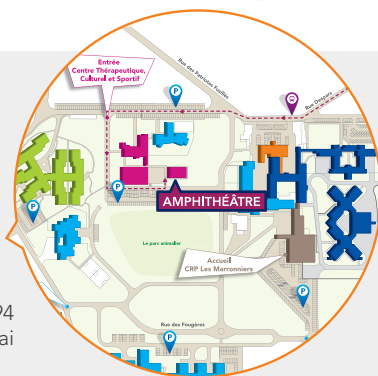 Entrée
Centre Thérapeutique,
Culturel et Sportif
Rue des Patriotes Fusillés
Rue Despars
P
P
P
P
P
P
AMPHITHÉÂTRE
Le parc animalier
Accueil
CRP Les Marronniers
Rue des Fougères
94
ai